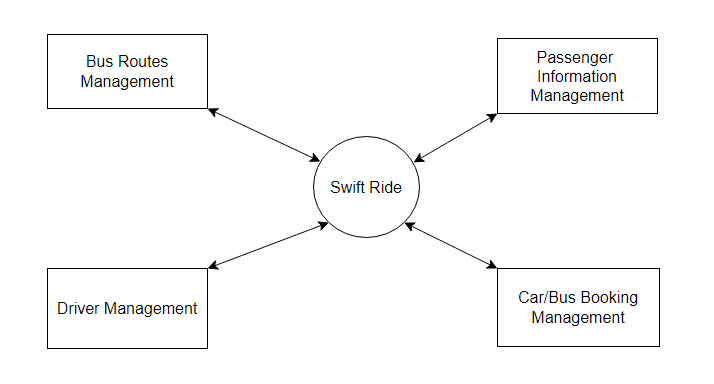 Bus Routes
Management
Passenger
Information
Management
Swift Ride
Driver Management
Car/Bus Booking
Management